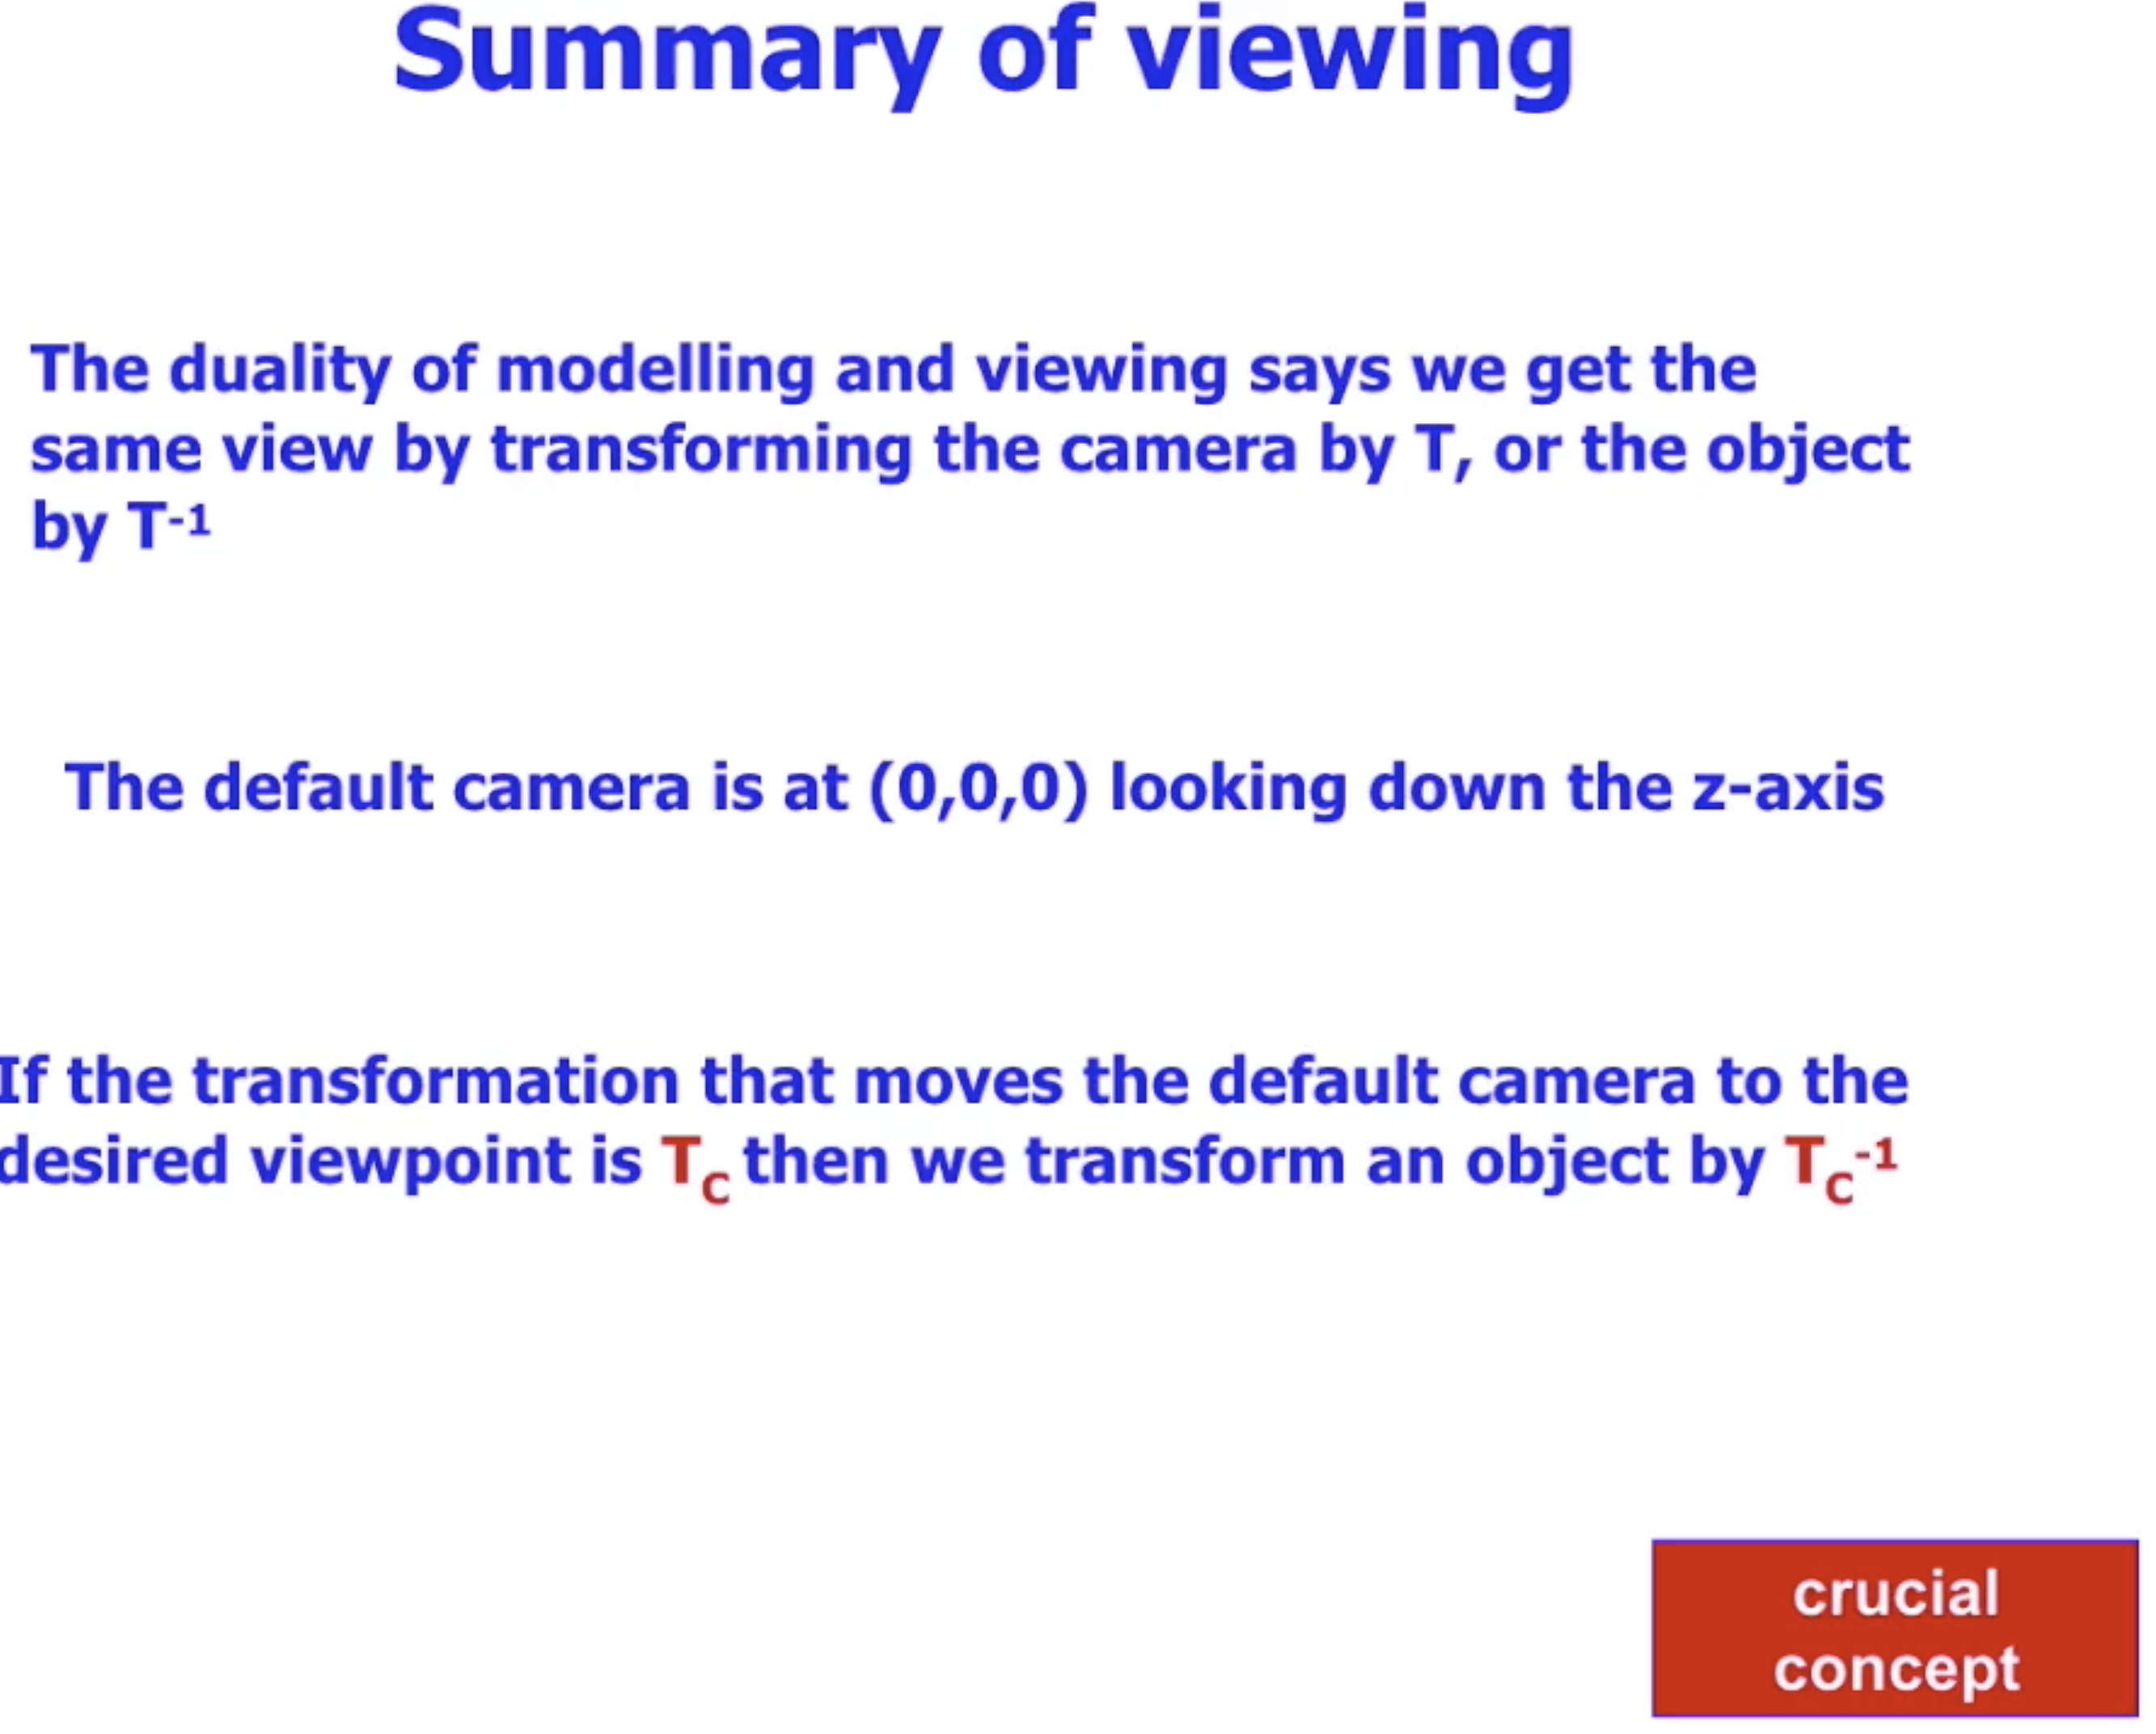 Summary of viewing
The duality of modelling and viewing says we get the
same view by transforming the camera by T, or the object
by T⁻¹
The default camera is at (0,0,0) looking down the z-axis
If the transformation that moves the default camera to the
desired viewpoint is T_C then we transform an object by T_C⁻¹
crucial
concept